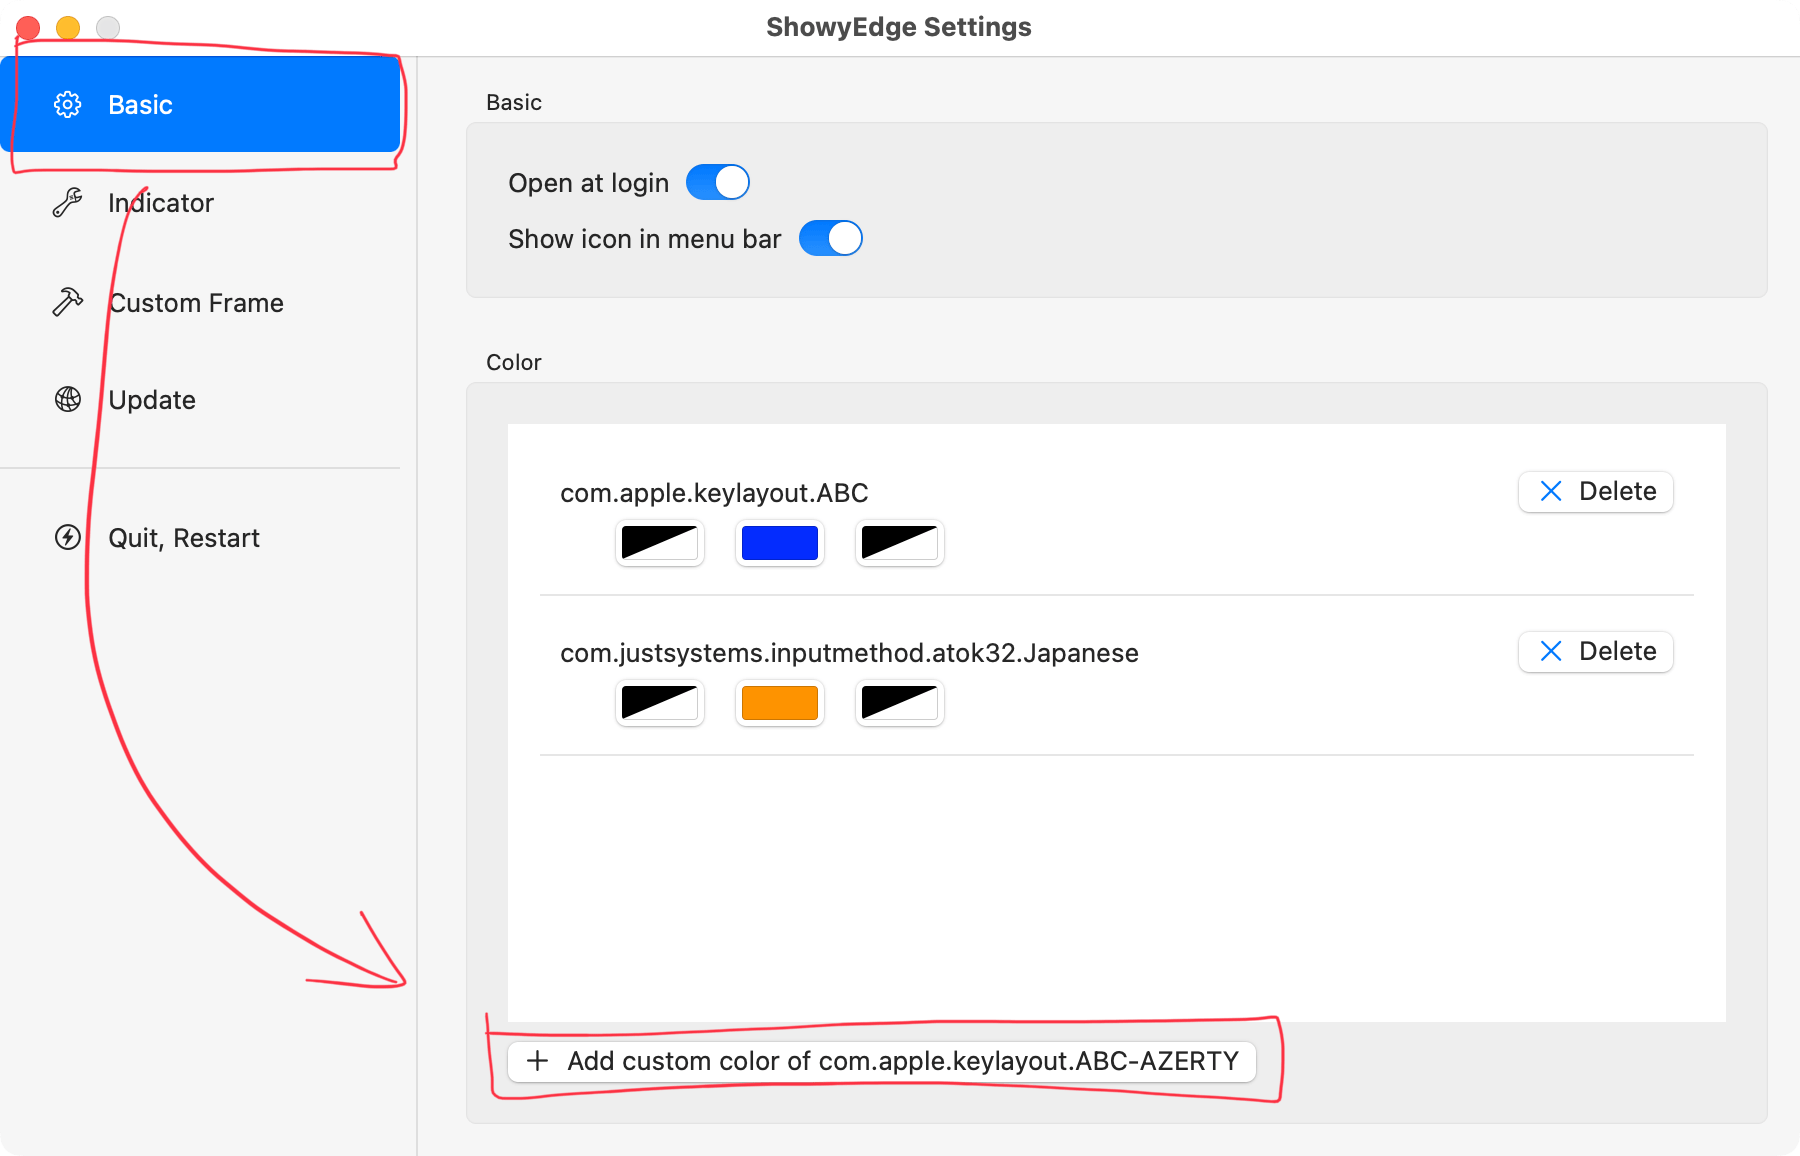 ShowyEdge Settings
Basic
Indicator
Custom Frame
Update
Quit, Restart
Basic
Open at login
Show icon in menu bar
Color
com.apple.keylayout.ABC
Delete
com.justsystems.inputmethod.atok32.Japanese
Delete
Add custom color of com.apple.keylayout.ABC-AZERTY